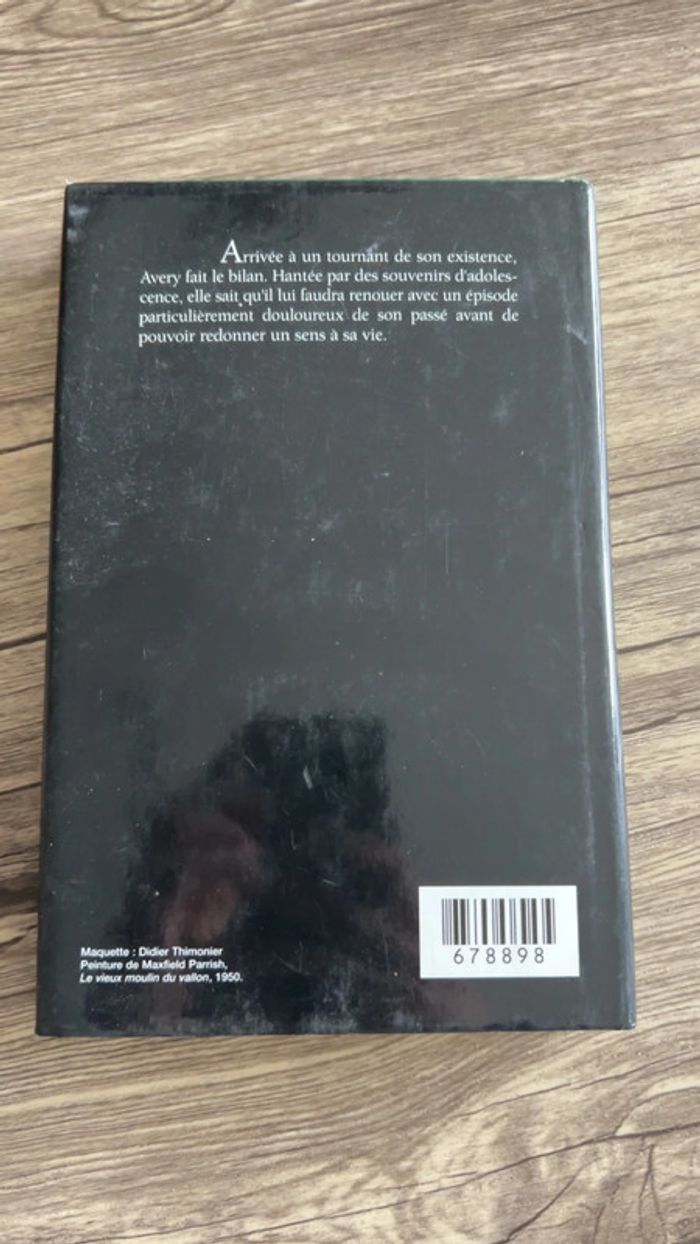 Arrivée à un tournant de son existence,
Avery fait le bilan. Hantée par des souvenirs d'adoles-
cence, elle sait qu'il lui faudra renouer avec un épisode
particulièrement douloureux de son passé avant de
pouvoir redonner un sens à sa vie.
Maquette : Didier Thimonier
Peinture de Maxfield Parrish,
Le vieux moulin du vallon, 1950.
678898